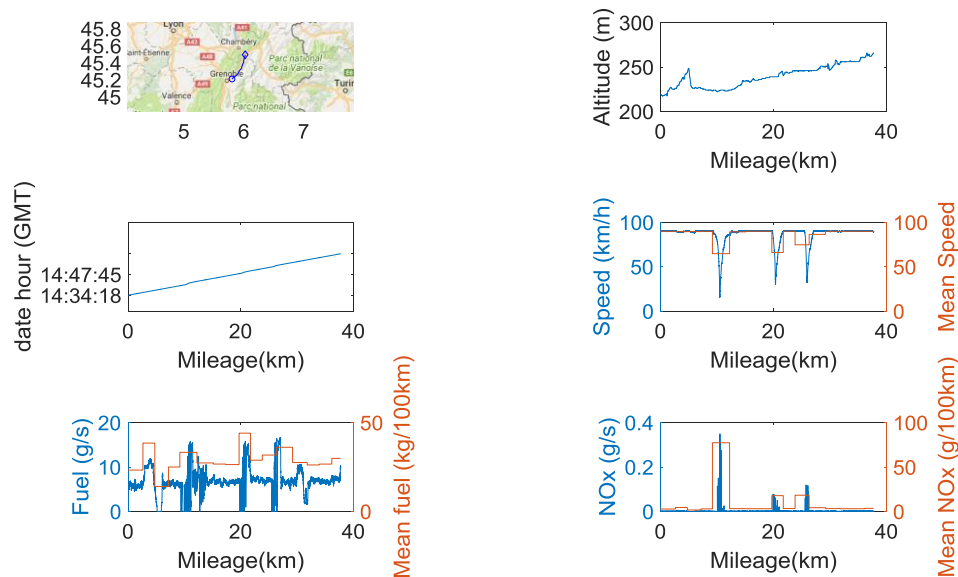 45.8
45.6
45.4
45.2
45
5
6
7
Lyon
A43
A48
A41
A49
Chambéry
Saint-Étienne
Grenoble
Valence
Parc national
de la Vanoise
Parc national
Turin
Altitude (m)
300
250
200
0
20
40
Mileage(km)
date hour (GMT)
14:47:45
14:34:18
0
20
40
Mileage(km)
Speed (km/h)
100
50
0
0
20
40
Mileage(km)
100
50
0
Mean Speed
Fuel (g/s)
20
10
0
0
20
40
Mileage(km)
50
0
Mean fuel (kg/100km)
NOx (g/s)
0.4
0.2
0
0
20
40
Mileage(km)
100
50
0
Mean NOx (g/100km)